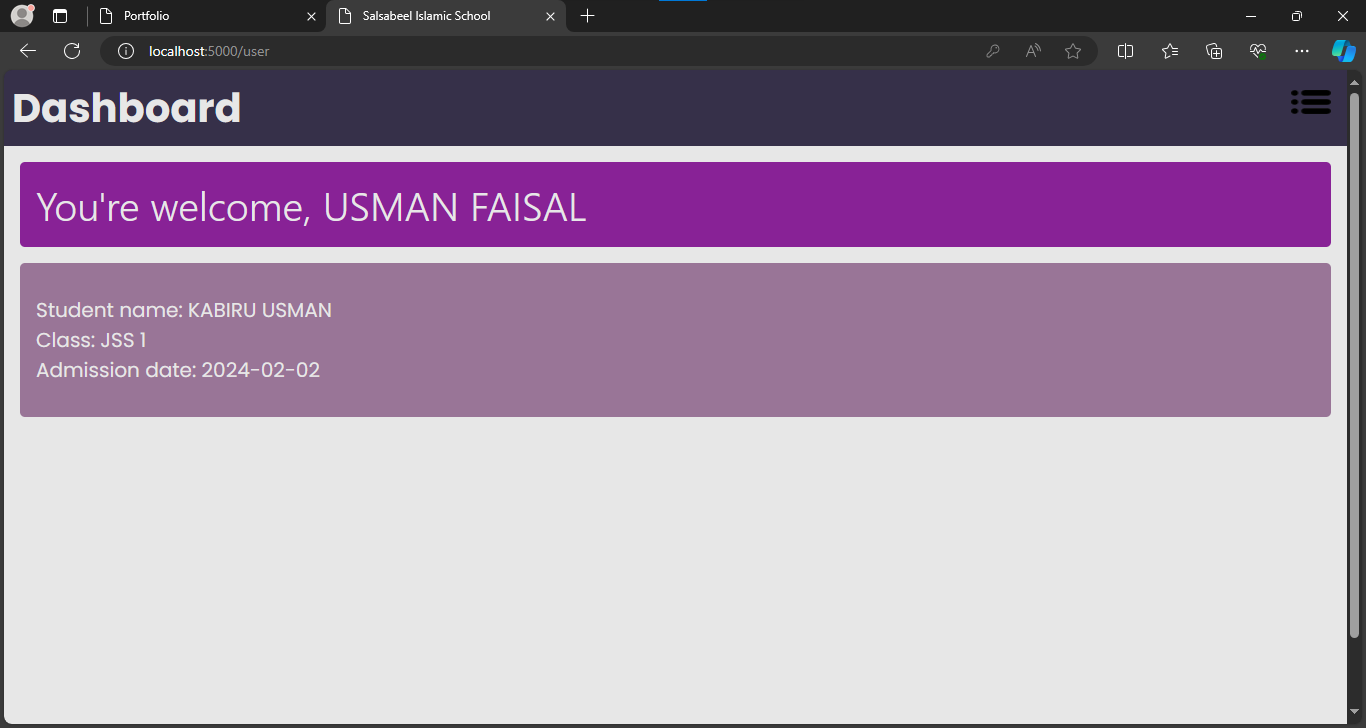 Portfolio
Salsabeel Islamic School
localhost:5000/user
Dashboard
You're welcome, USMAN FAISAL
Student name: KABIRU USMAN
Class: JSS 1
Admission date: 2024-02-02